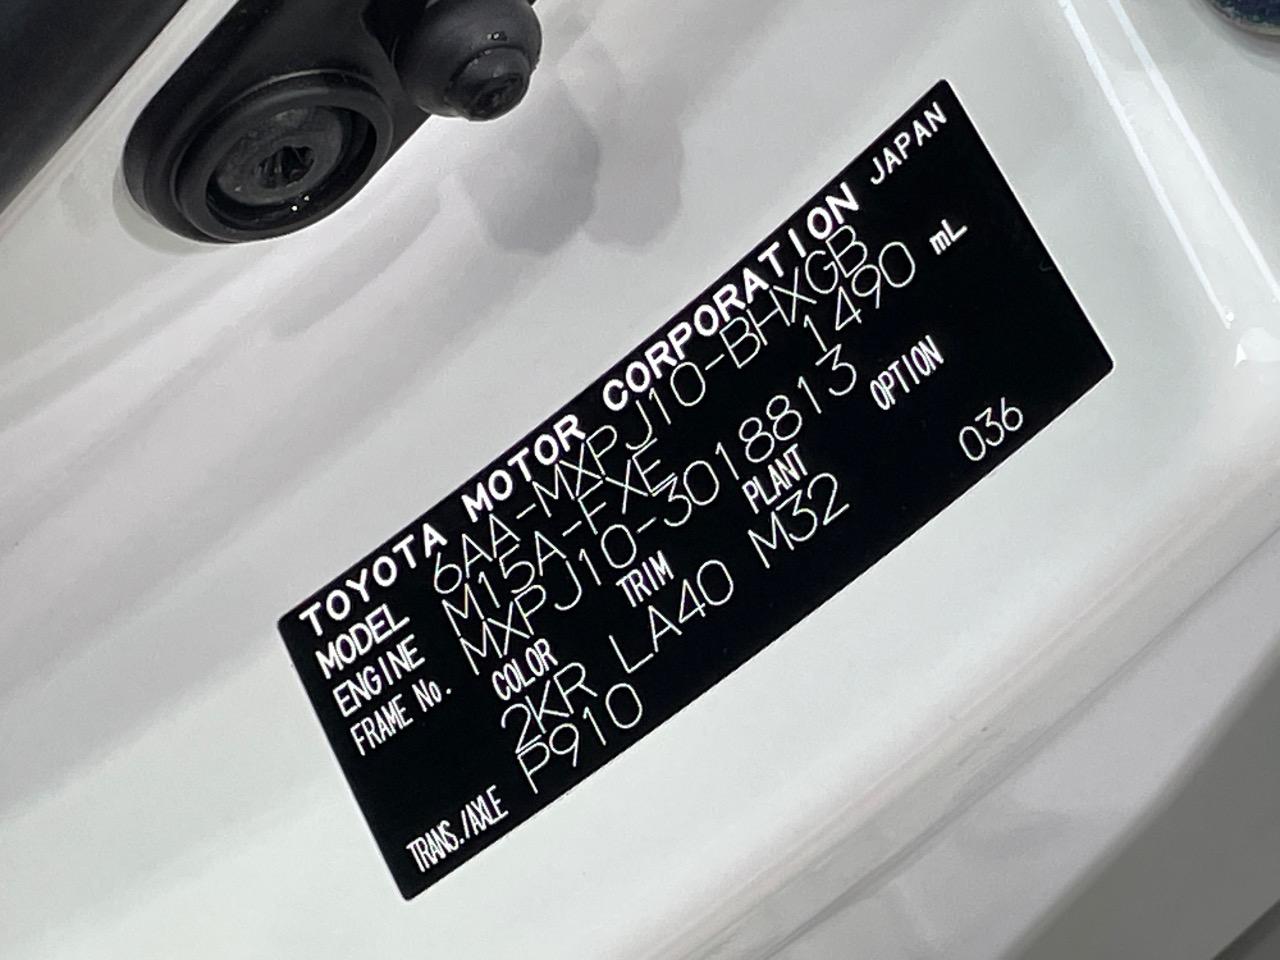 TOYOTA MOTOR CORPORATION JAPAN
MODEL 6AA-MXPJ10-BHXGB
ENGINE M15A-FXE 1490 mL
FRAME No. MXPJ10-3018813
COLOR TRIM PLANT OPTION
2KR LA40 M32 036
TRANS./AXLE P910